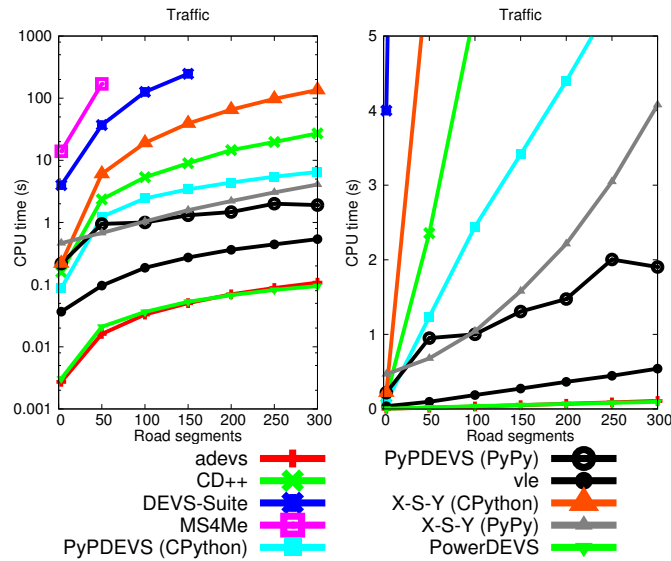 Traffic
Traffic
1000
100
10
1
0.1
0.01
0.001
CPU time (s)
0 50 100 150 200 250 300
Road segments
5
4
3
2
1
0
CPU time (s)
0 50 100 150 200 250 300
Road segments
adevs
CD++
DEVS-Suite
MS4Me
PyPDEVS (CPython)
PyPDEVS (PyPy)
vle
X-S-Y (CPython)
X-S-Y (PyPy)
PowerDEVS